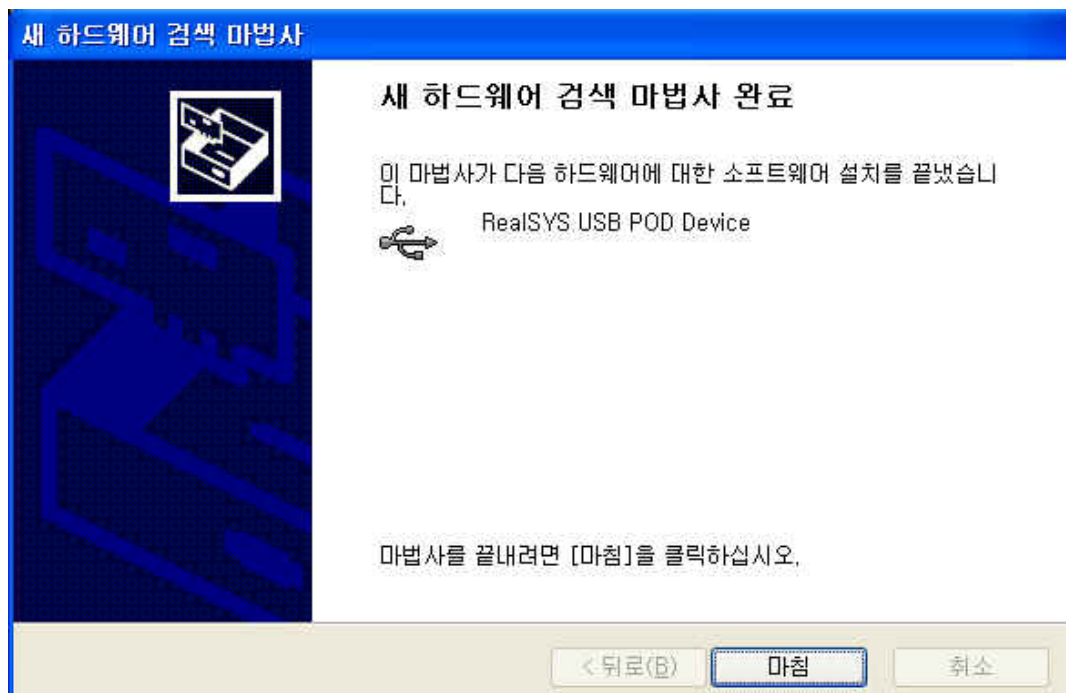 새 하드웨어 검색 마법사
새 하드웨어 검색 마법사 완료
이 마법사가 다음 하드웨어에 대한 소프트웨어 설치를 끝냈습니
다.
RealSYS USB POD Device
마법사를 끝내려면 [마침]을 클릭하십시오.
< 뒤로(B) 마침 취소